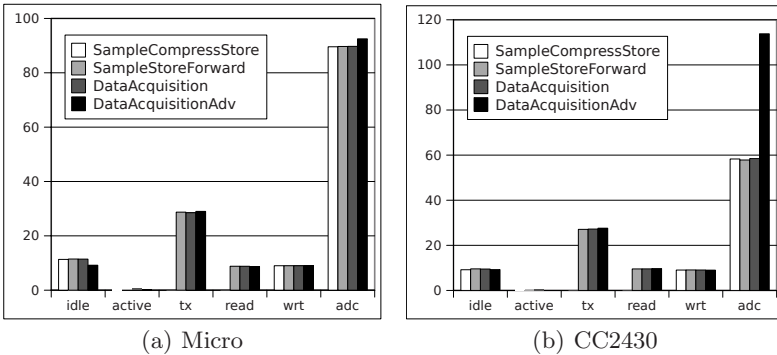 100
80
60
40
20
0
SampleCompressStore
SampleStoreForward
DataAcquisition
DataAcquisitionAdv
idle active tx read wrt adc
(a) Micro
120
100
80
60
40
20
0
SampleCompressStore
SampleStoreForward
DataAcquisition
DataAcquisitionAdv
idle active tx read wrt adc
(b) CC2430